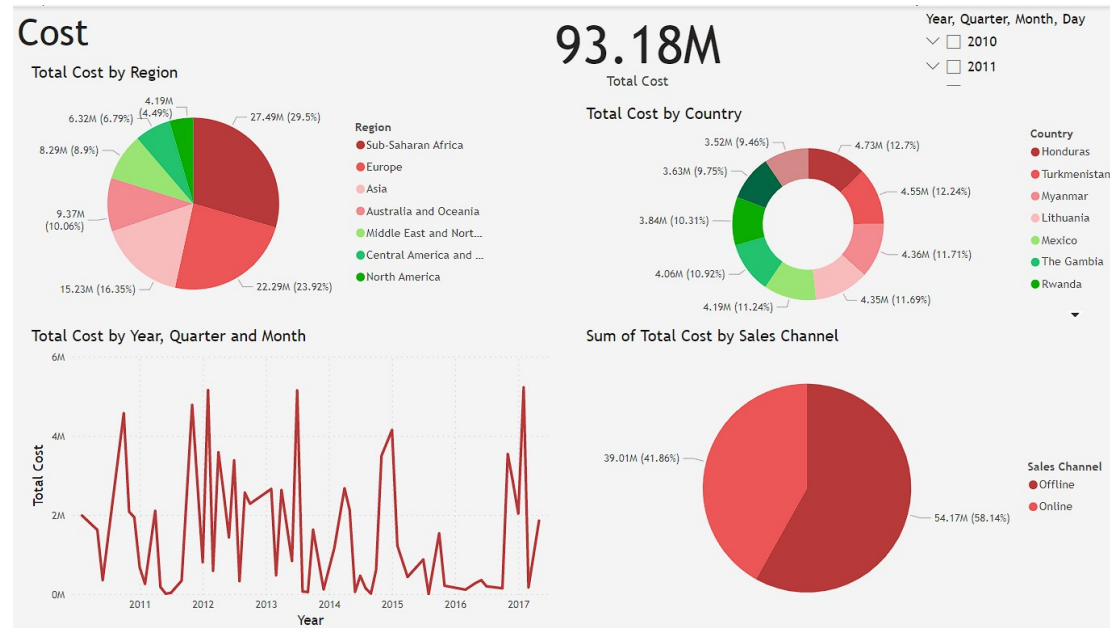 Cost
93.18M
Total Cost
Year, Quarter, Month, Day
2010
2011
Total Cost by Region
4.19M
(4.49%)
6.32M (6.79%)
27.49M (29.5%)
8.29M (8.9%)
9.37M
(10.06%)
15.23M (16.35%)
22.29M (23.92%)
Region
Sub-Saharan Africa
Europe
Asia
Australia and Oceania
Middle East and Nort...
Central America and ...
North America
Total Cost by Country
3.52M (9.46%)
4.73M (12.7%)
3.63M (9.75%)
4.55M (12.24%)
3.84M (10.31%)
4.36M (11.71%)
4.06M (10.92%)
4.35M (11.69%)
4.19M (11.24%)
Country
Honduras
Turkmenistan
Myanmar
Lithuania
Mexico
The Gambia
Rwanda
Total Cost by Year, Quarter and Month
6M
4M
2M
0M
Total Cost
2011
2012
2013
2014
2015
2016
2017
Year
Sum of Total Cost by Sales Channel
39.01M (41.86%)
54.17M (58.14%)
Sales Channel
Offline
Online